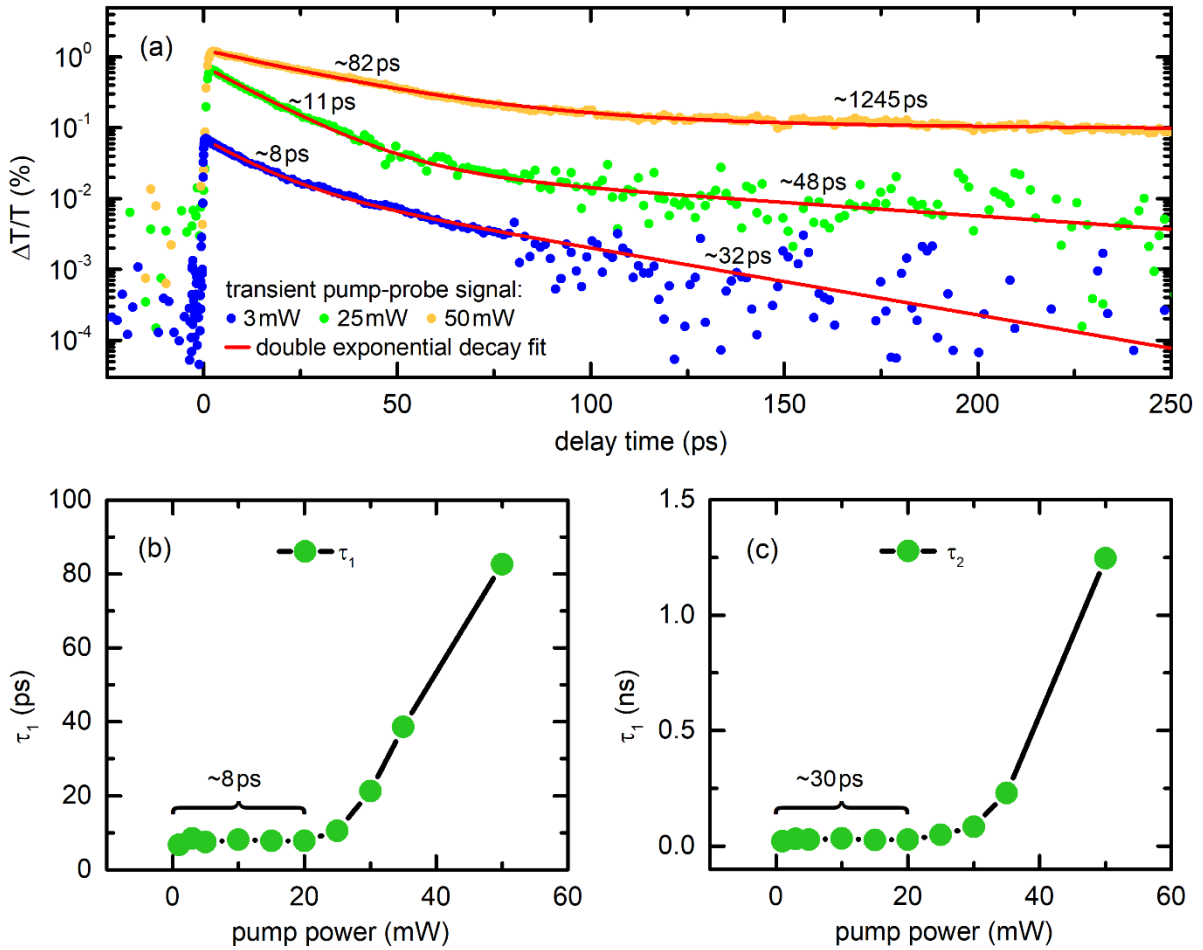 (a)
ΔT/T (%)
10⁰
10⁻¹
10⁻²
10⁻³
10⁻⁴
~82 ps
~11 ps
~8 ps
~1245 ps
~48 ps
~32 ps
transient pump-probe signal:
3 mW 25 mW 50 mW
double exponential decay fit
0 50 100 150 200 250
delay time (ps)
(b)
τ₁
τ₁ (ps)
100
80
60
40
20
0
~8 ps
0 20 40 60
pump power (mW)
(c)
τ₂
τ₁ (ns)
1.5
1.0
0.5
0.0
~30 ps
0 20 40 60
pump power (mW)